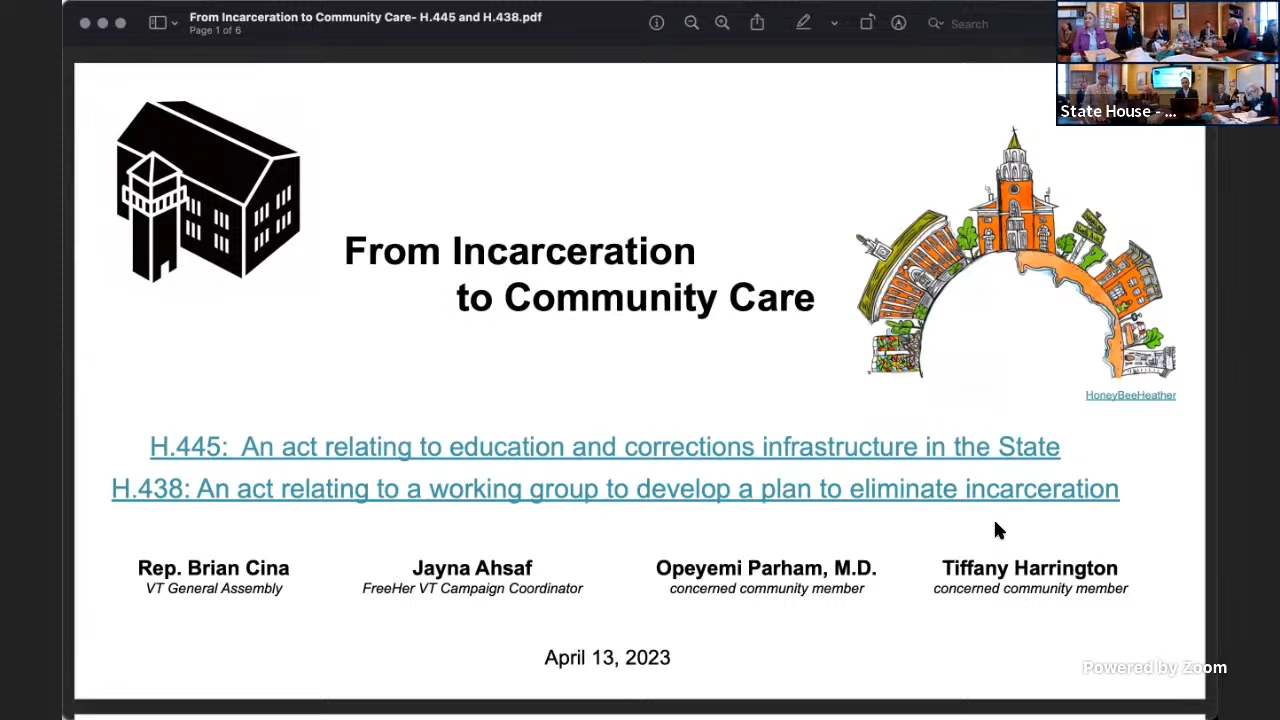 From Incarceration to Community Care- H.445 and H.438.pdf
Page 1 of 6
Search
State House - ...
From Incarceration
to Community Care
HoneyBeeHeather
H.445: An act relating to education and corrections infrastructure in the State
H.438: An act relating to a working group to develop a plan to eliminate incarceration
Rep. Brian Cina
VT General Assembly
Jayna Ahsaf
FreeHer VT Campaign Coordinator
Opeyemi Parham, M.D.
concerned community member
Tiffany Harrington
concerned community member
April 13, 2023
Powered by Zoom